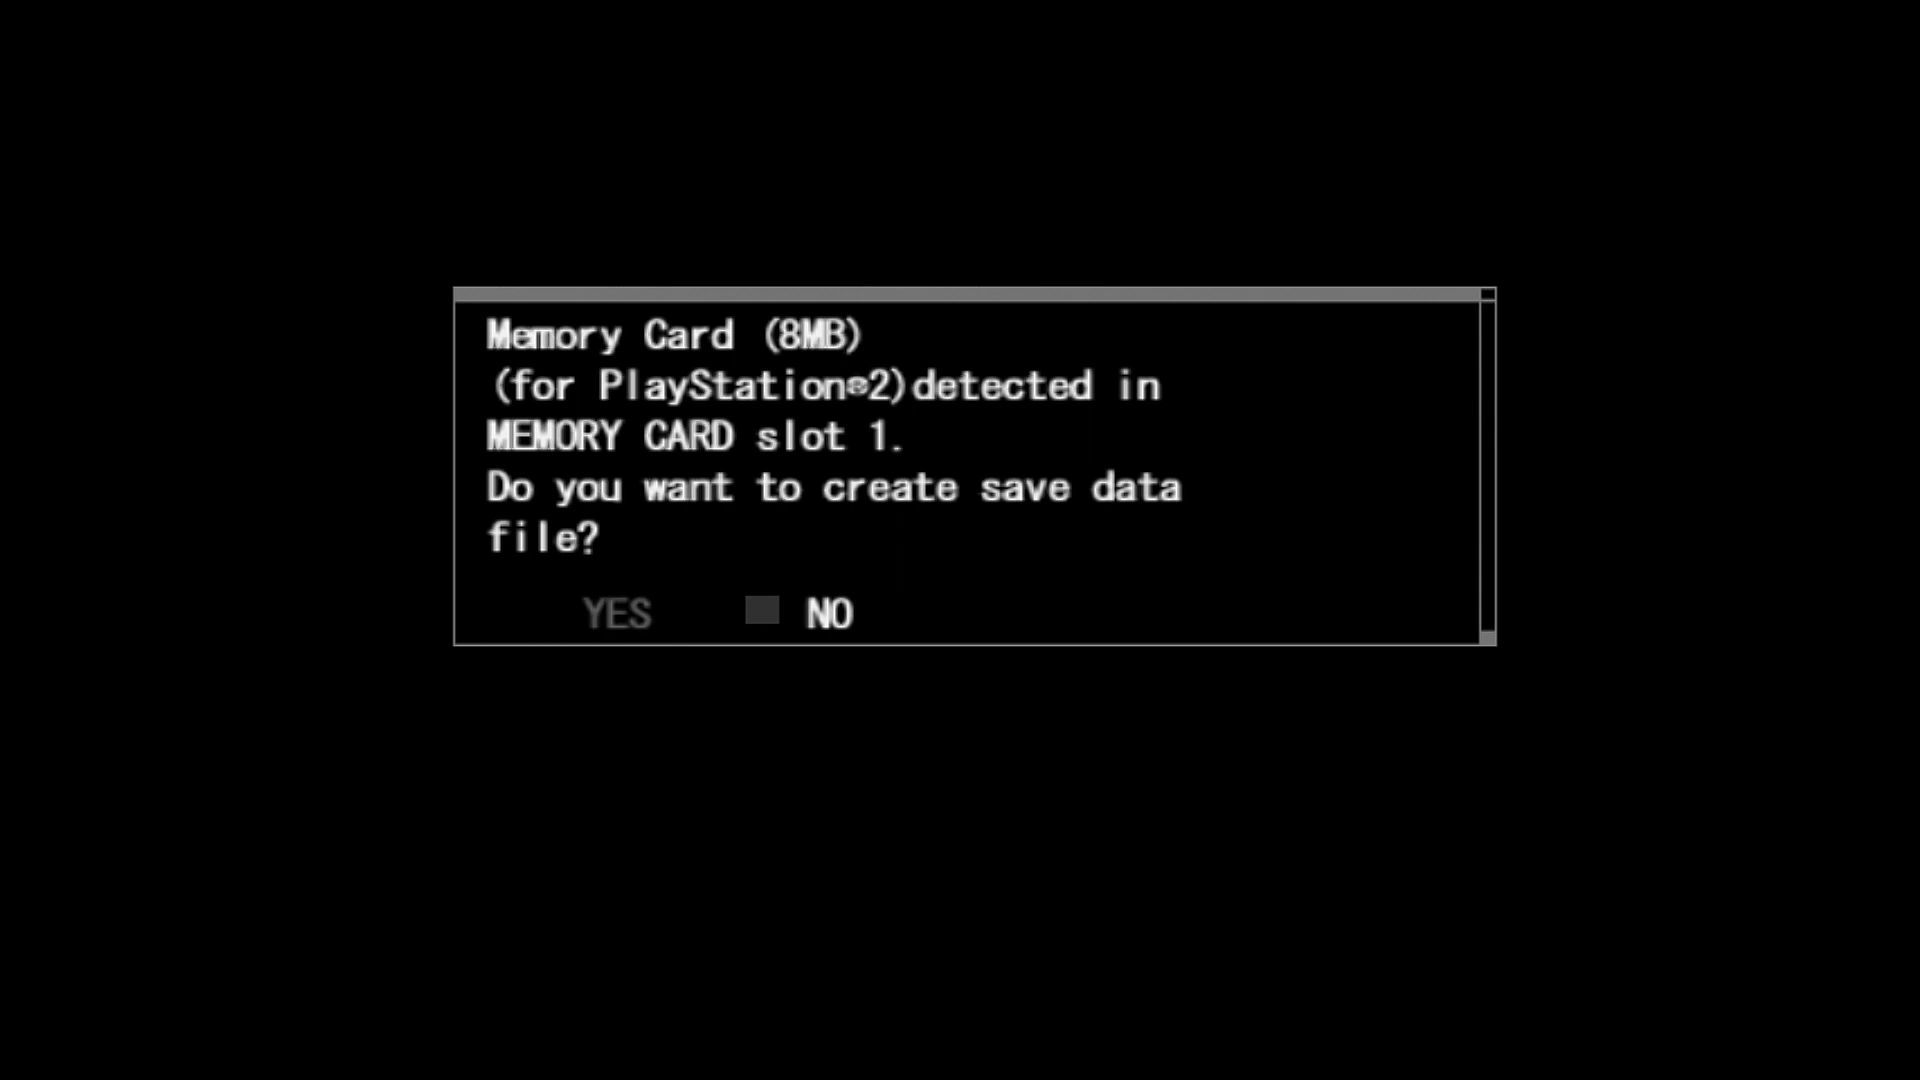 Memory Card (8MB)
(for PlayStation®2)detected in
MEMORY CARD slot 1.
Do you want to create save data
file?
YES NO